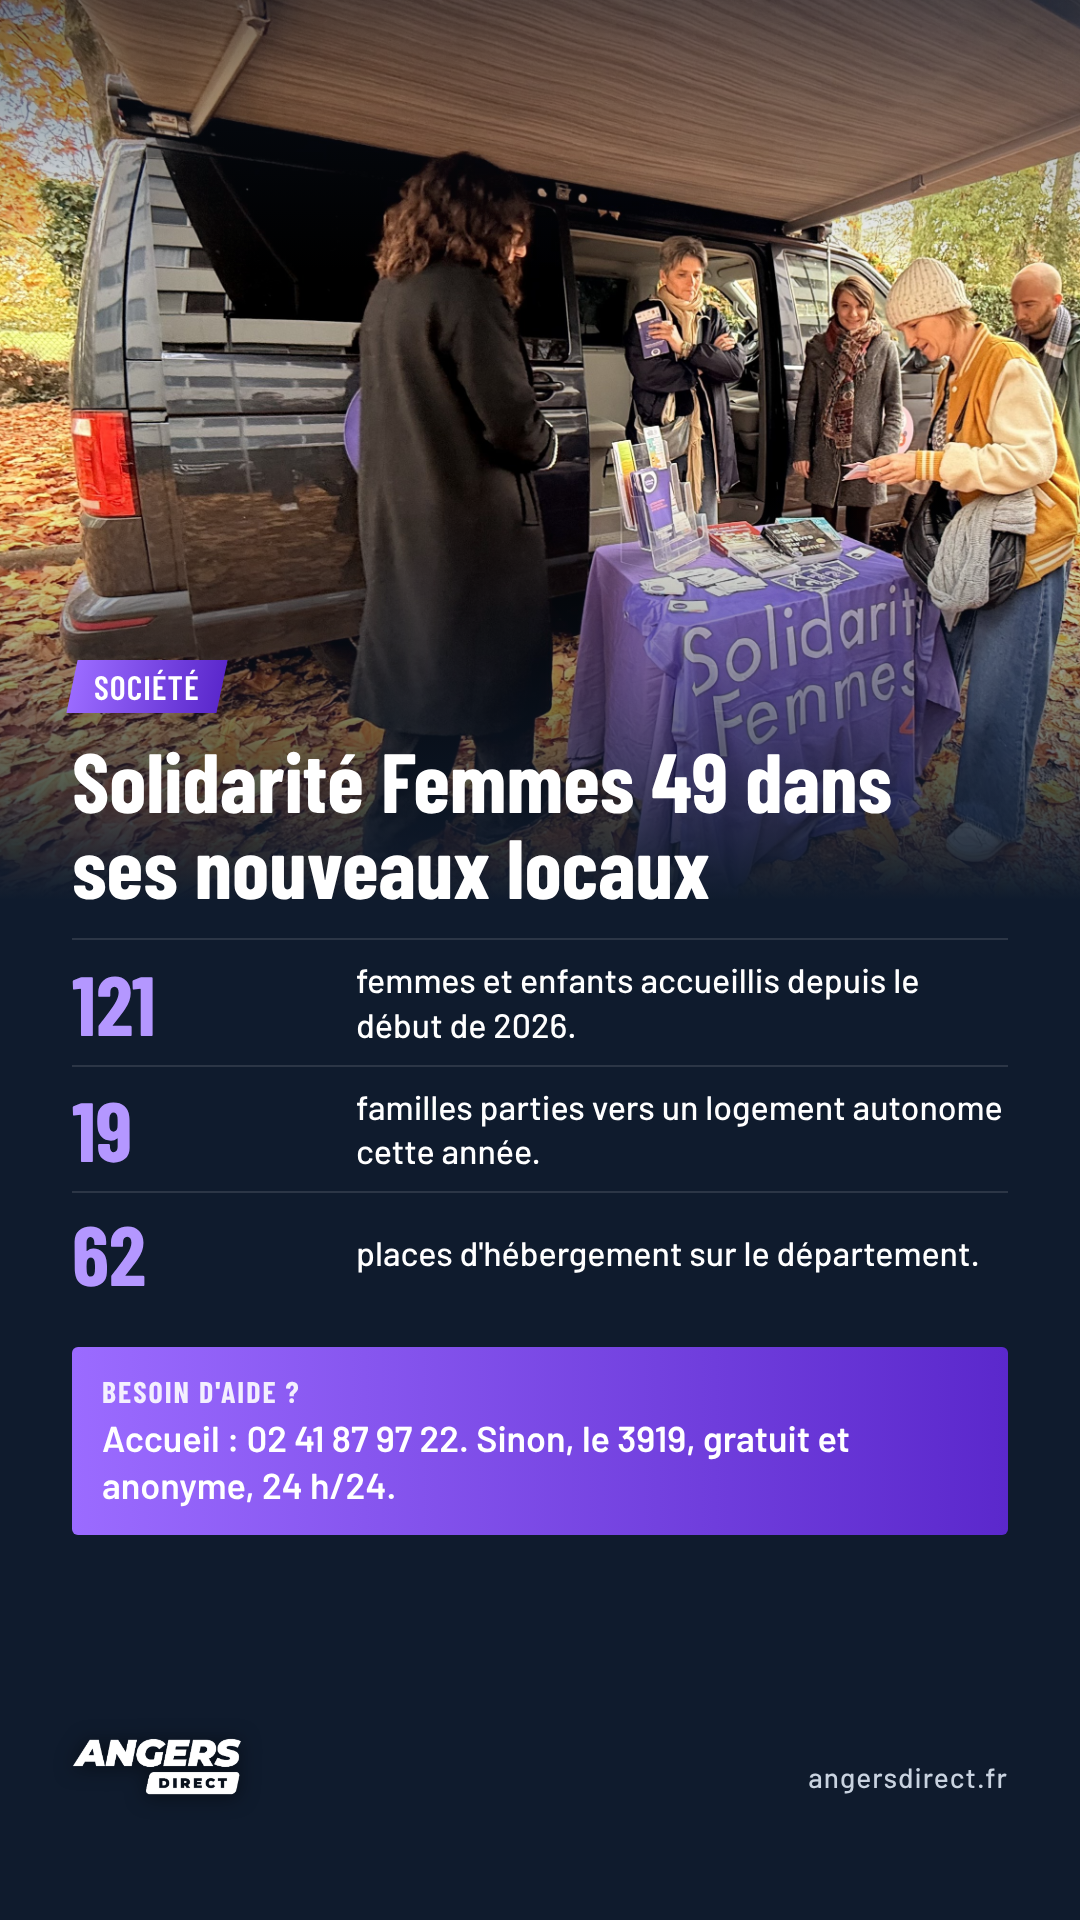 Solidarit
Femmes
SOCIÉTÉ
Solidarité Femmes 49 dans
ses nouveaux locaux
121
femmes et enfants accueillis depuis le
début de 2026.
19
familles parties vers un logement autonome
cette année.
62
places d'hébergement sur le département.
BESOIN D'AIDE ?
Accueil : 02 41 87 97 22. Sinon, le 3919, gratuit et
anonyme, 24 h/24.
ANGERS
DIRECT
angersdirect.fr